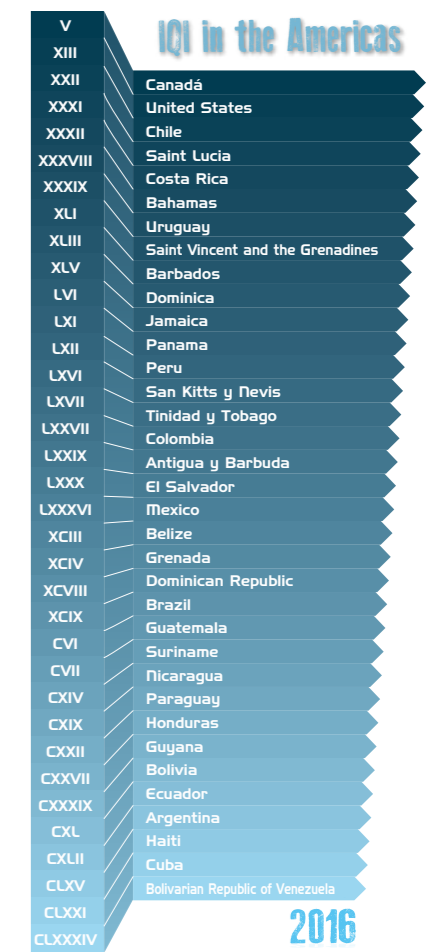 IQI in the Americas
V
XIII
XXII
XXXI
XXXII
XXXVIII
XXXIX
XLI
XLIII
XLV
LVI
LXI
LXII
LXVI
LXVII
LXXVII
LXXIX
LXXX
LXXXVI
XCIII
XCIV
XCVIII
XCIX
CVI
CVII
CXIV
CXIX
CXXII
CXXVII
CXXXIX
CXL
CXLII
CLXV
CLXXI
CLXXXIV
Canadá
United States
Chile
Saint Lucia
Costa Rica
Bahamas
Uruguay
Saint Vincent and the Grenadines
Barbados
Dominica
Jamaica
Panama
Peru
San Kitts y Nevis
Tinidad y Tobago
Colombia
Antigua y Barbuda
El Salvador
Mexico
Belize
Grenada
Dominican Republic
Brazil
Guatemala
Suriname
Nicaragua
Paraguay
Honduras
Guyana
Bolivia
Ecuador
Argentina
Haiti
Cuba
Bolivarian Republic of Venezuela
2016